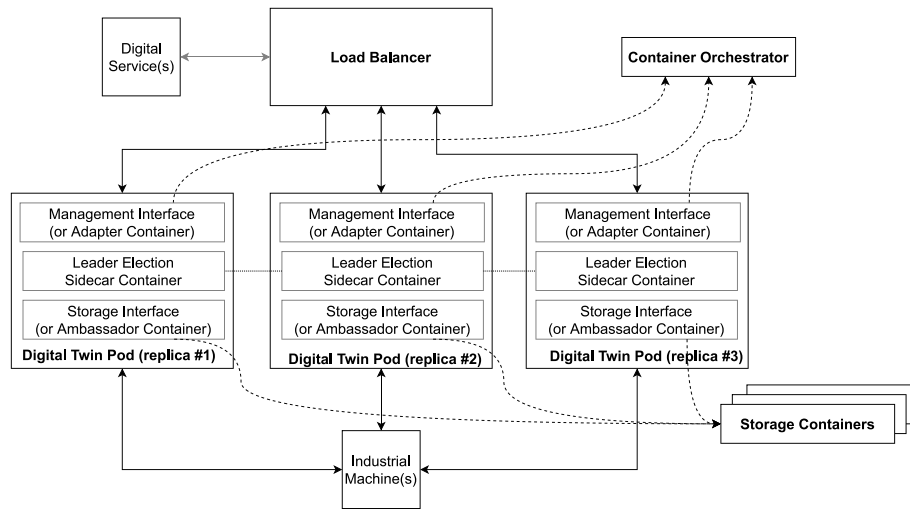 Digital
Service(s)
Load Balancer
Container Orchestrator
Management Interface
(or Adapter Container)
Leader Election
Sidecar Container
Storage Interface
(or Ambassador Container)
Digital Twin Pod (replica #1)
Management Interface
(or Adapter Container)
Leader Election
Sidecar Container
Storage Interface
(or Ambassador Container)
Digital Twin Pod (replica #2)
Management Interface
(or Adapter Container)
Leader Election
Sidecar Container
Storage Interface
(or Ambassador Container)
Digital Twin Pod (replica #3)
Storage Containers
Industrial
Machine(s)